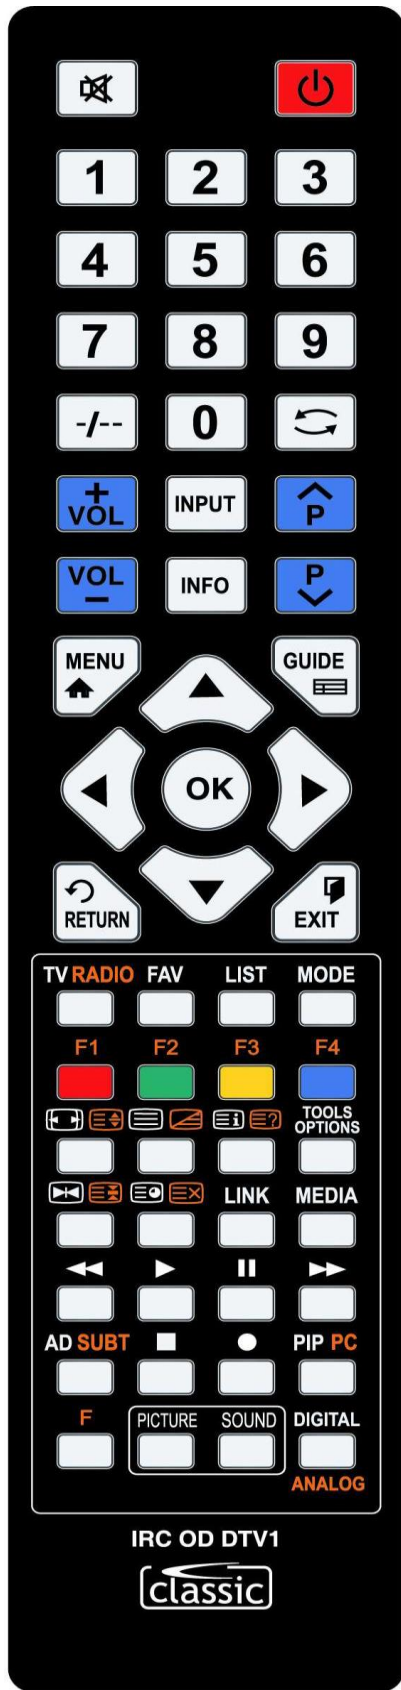 1 2 3
4 5 6
7 8 9
-/-- 0
+
VOL INPUT P
VOL
- INFO P
MENU GUIDE
OK
RETURN EXIT
TV RADIO FAV LIST MODE
F1 F2 F3 F4
i ? TOOLS
OPTIONS
LINK MEDIA
AD SUBT PIP PC
F PICTURE SOUND DIGITAL
ANALOG
IRC OD DTV1
classic